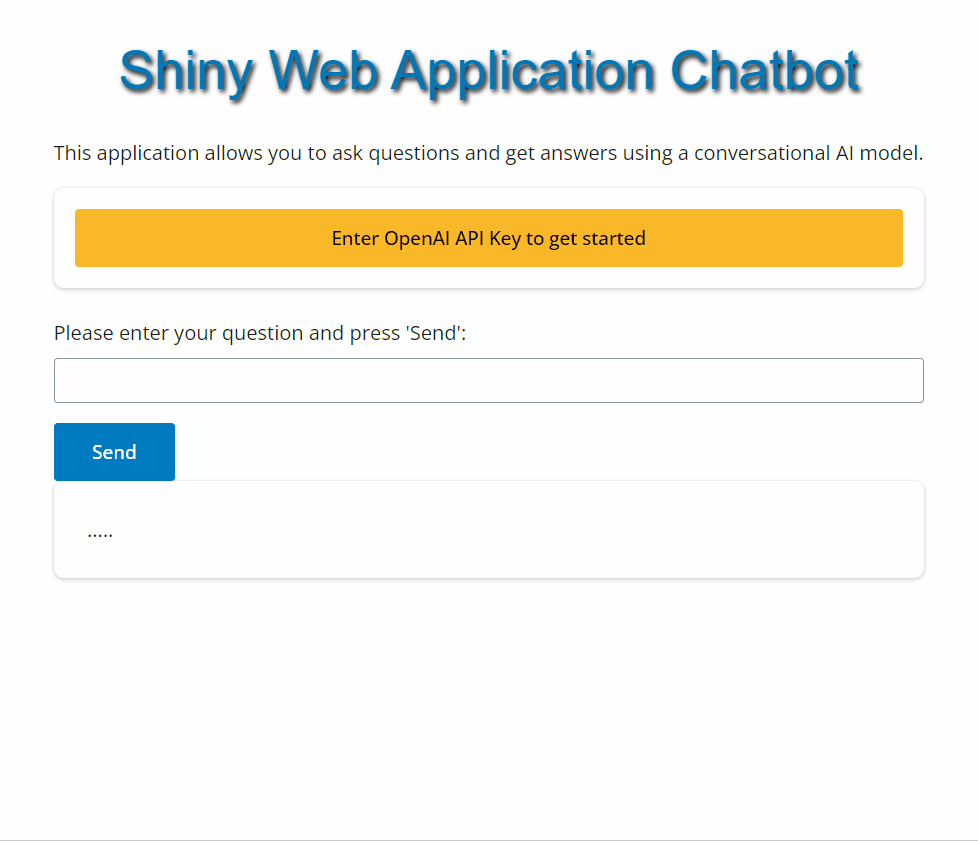 Shiny Web Application Chatbot
This application allows you to ask questions and get answers using a conversational AI model.
Enter OpenAI API Key to get started
Please enter your question and press 'Send':
Send
.....